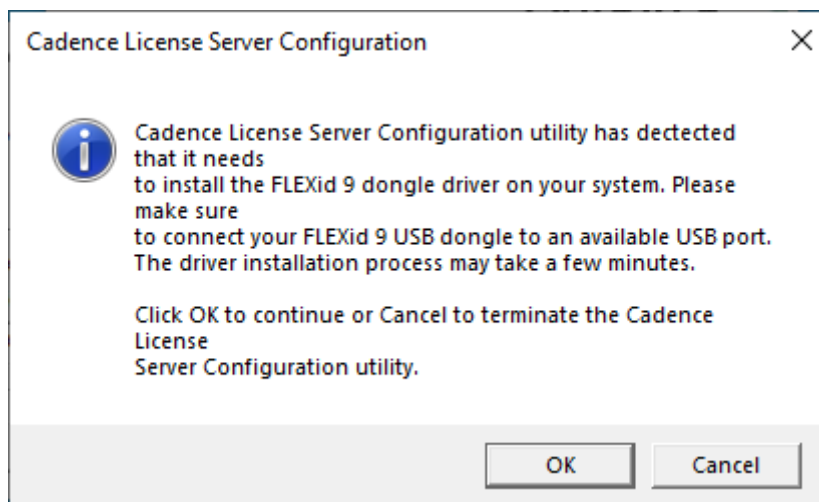 Cadence License Server Configuration
Cadence License Server Configuration utility has dectected
that it needs
to install the FLEXid 9 dongle driver on your system. Please
make sure
to connect your FLEXid 9 USB dongle to an available USB port.
The driver installation process may take a few minutes.
Click OK to continue or Cancel to terminate the Cadence
License
Server Configuration utility.
OK
Cancel